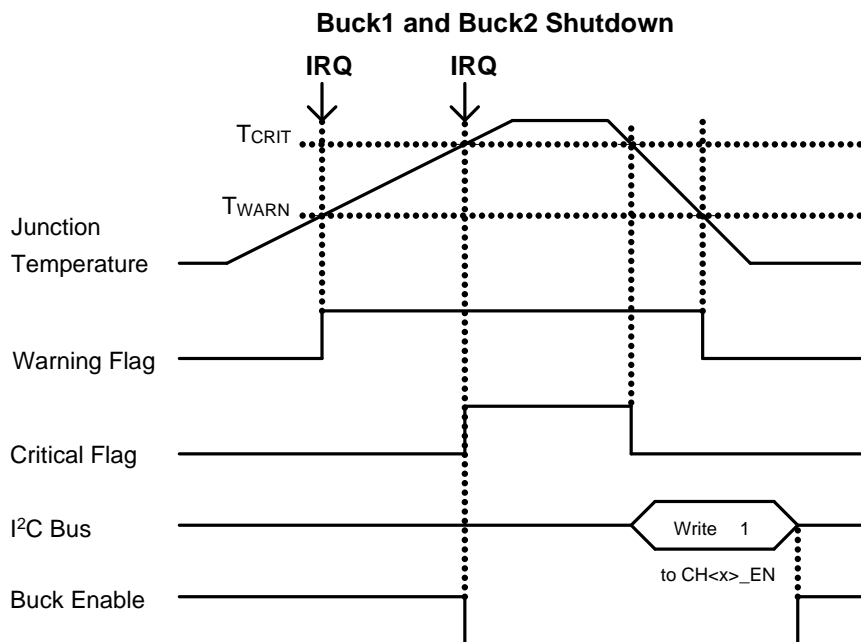 Buck1 and Buck2 Shutdown
IRQ IRQ
TCRIT
TWARN
Junction
Temperature
Warning Flag
Critical Flag
I²C Bus
Write 1
to CH<x>_EN
Buck Enable